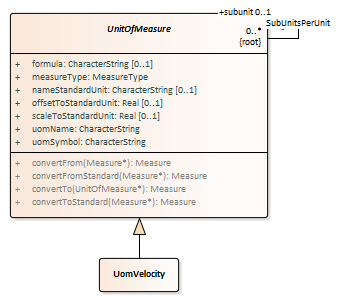 +subunit 0..1
UnitOfMeasure
SubUnitsPerUnit
0..*
{root}
+ formula: CharacterString [0..1]
+ measureType: MeasureType
+ nameStandardUnit: CharacterString [0..1]
+ offsetToStandardUnit: Real [0..1]
+ scaleToStandardUnit: Real [0..1]
+ uomName: CharacterString
+ uomSymbol: CharacterString
+ convertFrom(Measure*): Measure
+ convertFromStandard(Measure*): Measure
+ convertTo(UnitOfMeasure*): Measure
+ convertToStandard(Measure*): Measure
UomVelocity